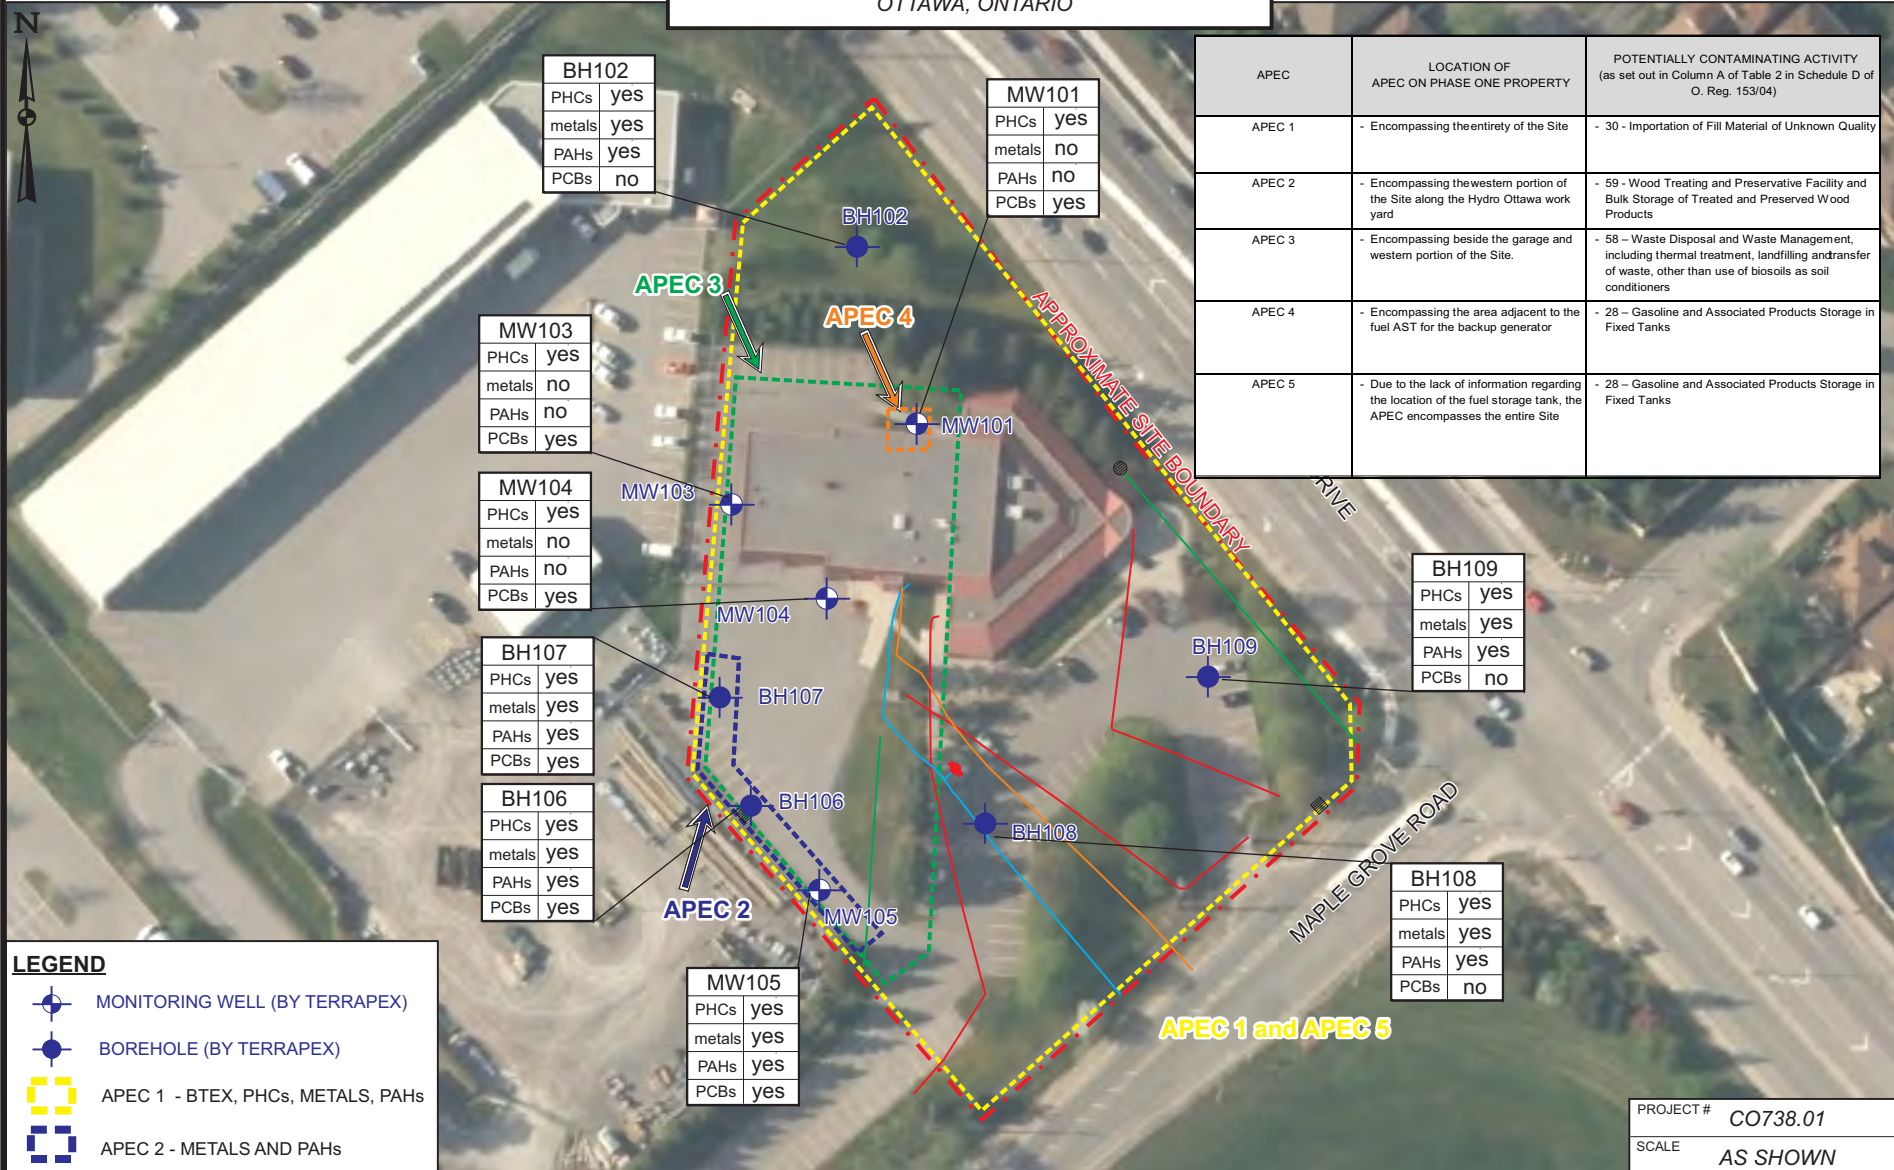 OTTAWA, ONTARIO
N
APEC
LOCATION OF
APEC ON PHASE ONE PROPERTY
POTENTIALLY CONTAMINATING ACTIVITY
(as set out in Column A of Table 2 in Schedule D of
O. Reg. 153/04)
APEC 1
- Encompassing the entirety of the Site
- 30 - Importation of Fill Material of Unknown Quality
APEC 2
- Encompassing the western portion of
the Site along the Hydro Ottawa work
yard
- 59 - Wood Treating and Preservative Facility and
Bulk Storage of Treated and Preserved Wood
Products
APEC 3
- Encompassing beside the garage and
western portion of the Site.
- 58 – Waste Disposal and Waste Management,
including thermal treatment, landfilling and transfer
of waste, other than use of biosoils as soil
conditioners
APEC 4
- Encompassing the area adjacent to the
fuel AST for the backup generator
- 28 – Gasoline and Associated Products Storage in
Fixed Tanks
APEC 5
- Due to the lack of information regarding
the location of the fuel storage tank, the
APEC encompasses the entire Site
- 28 – Gasoline and Associated Products Storage in
Fixed Tanks
BH102
PHCs yes
metals yes
PAHs yes
PCBs no
MW101
PHCs yes
metals no
PAHs no
PCBs yes
BH102
APEC 3
APEC 4
APPROXIMATE SITE BOUNDARY
MW103
PHCs yes
metals no
PAHs no
PCBs yes
MW101
MW103
RIVE
MW104
PHCs yes
metals no
PAHs no
PCBs yes
MW104
BH109
PHCs yes
metals yes
PAHs yes
PCBs no
BH109
BH107
PHCs yes
metals yes
PAHs yes
PCBs yes
BH107
BH106
PHCs yes
metals yes
PAHs yes
PCBs yes
BH106
BH108
MAPLE GROVE ROAD
BH108
PHCs yes
metals yes
PAHs yes
PCBs no
APEC 2
MW105
MW105
PHCs yes
metals yes
PAHs yes
PCBs yes
APEC 1 and APEC 5
LEGEND
MONITORING WELL (BY TERRAPEX)
BOREHOLE (BY TERRAPEX)
APEC 1 - BTEX, PHCs, METALS, PAHs
APEC 2 - METALS AND PAHs
PROJECT # CO738.01
SCALE AS SHOWN